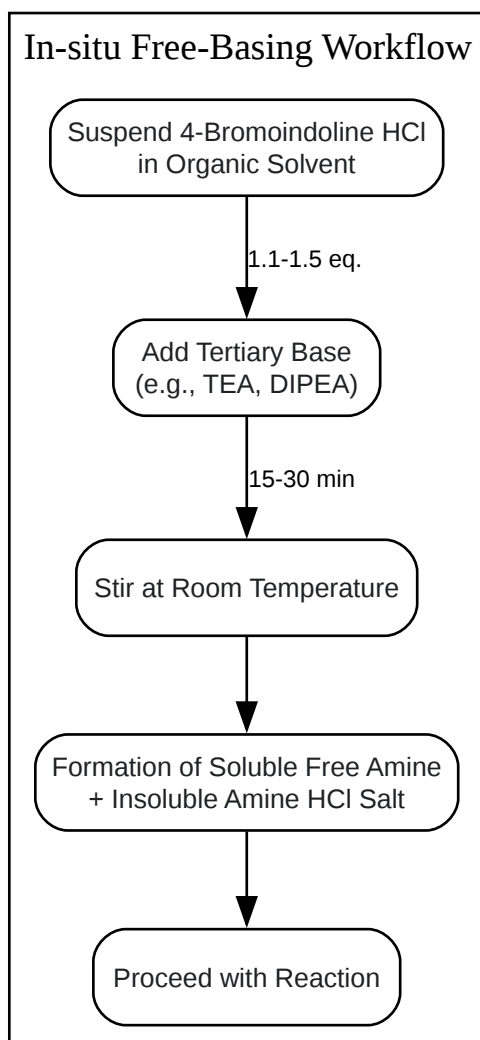 In-situ Free-Basing Workflow
Suspend 4-Bromoindoline HCl
in Organic Solvent
1.1-1.5 eq.
Add Tertiary Base
(e.g., TEA, DIPEA)
15-30 min
Stir at Room Temperature
Formation of Soluble Free Amine
+ Insoluble Amine HCl Salt
Proceed with Reaction